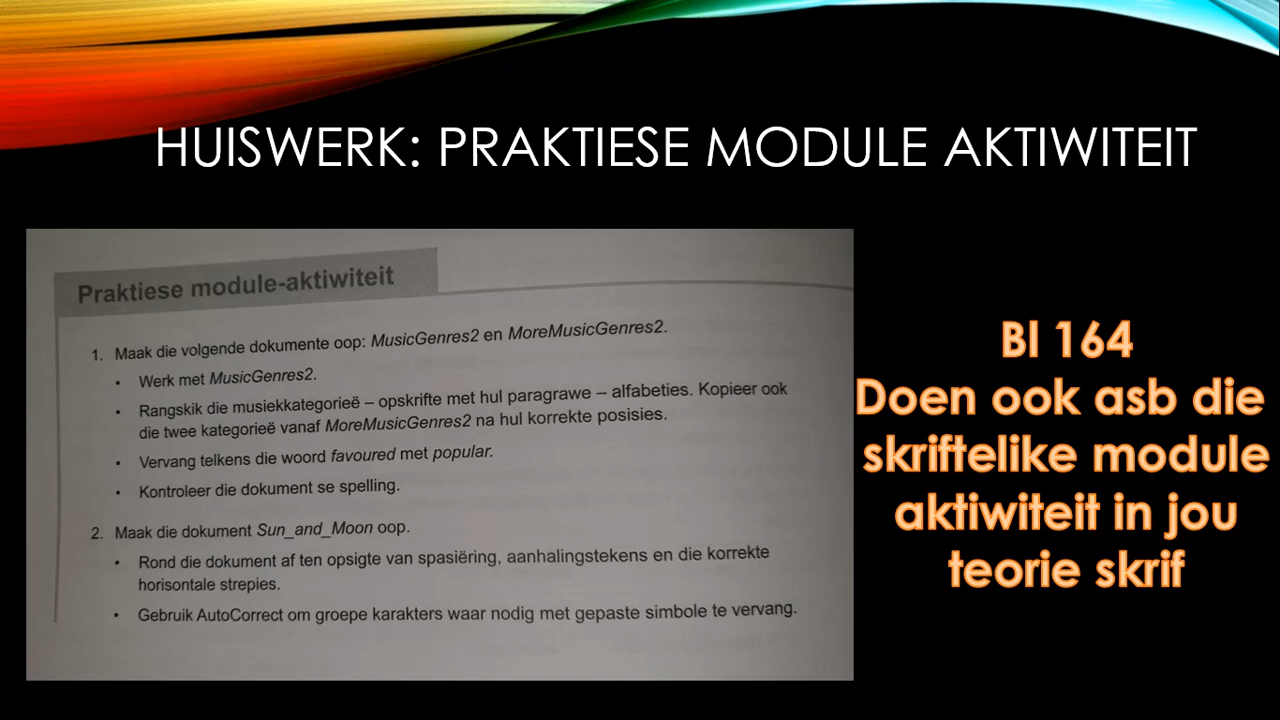 HUISWERK: PRAKTIESE MODULE AKTIWITEIT
Praktiese module-aktiwiteit
1. Maak die volgende dokumente oop: MusicGenres2 en MoreMusicGenres2.
• Werk met MusicGenres2.
• Rangskik die musiekkategorieë – opskrifte met hul paragrawe – alfabeties. Kopieer ook
die twee kategorieë vanaf MoreMusicGenres2 na hul korrekte posisies.
• Vervang telkens die woord favoured met popular.
• Kontroleer die dokument se spelling.
2. Maak die dokument Sun_and_Moon oop.
• Rond die dokument af ten opsigte van spasiëring, aanhalingstekens en die korrekte
horisontale strepies.
• Gebruik AutoCorrect om groepe karakters waar nodig met gepaste simbole te vervang.
Bl 164
Doen ook asb die
skriftelike module
aktiwiteit in jou
teorie skrif